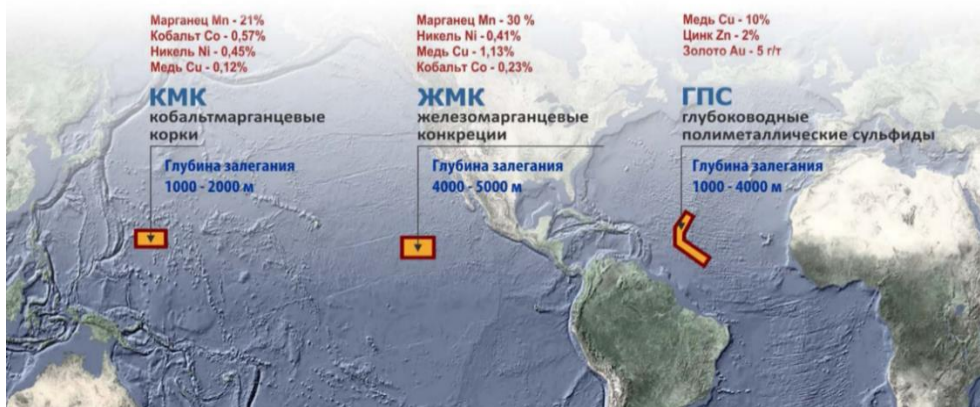 Марганец Mn - 21%
Кобальт Co - 0,57%
Никель Ni - 0,45%
Медь Cu - 0,12%
КМК
кобальтмарганцевые
корки
Глубина залегания
1000 - 2000 м
Марганец Mn - 30 %
Никель Ni - 0,41%
Медь Cu - 1,13%
Кобальт Co - 0,23%
ЖМК
железомарганцевые
конкреции
Глубина залегания
4000 - 5000 м
Медь Cu - 10%
Цинк Zn - 2%
Золото Au - 5 г/т
ГПС
глубоководные
полиметаллические сульфиды
Глубина залегания
1000 - 4000 м